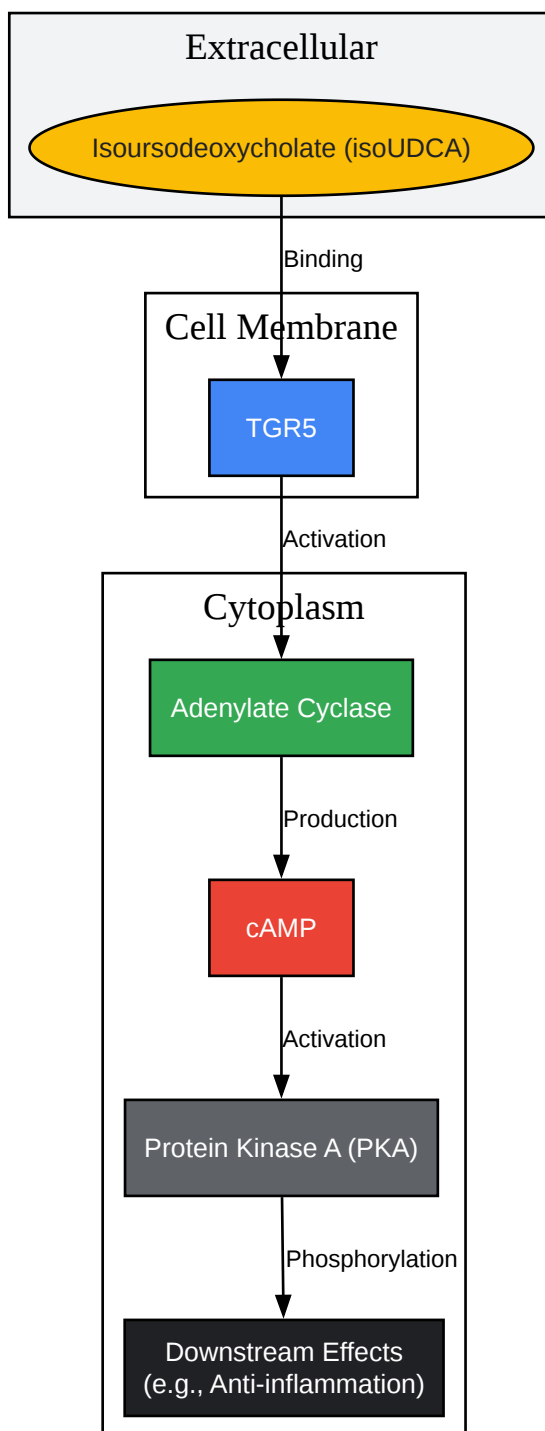 Extracellular
Isoursodeoxycholate (isoUDCA)
Binding
Cell Membrane
TGR5
Activation
Cytoplasm
Adenylate Cyclase
Production
cAMP
Activation
Protein Kinase A (PKA)
Phosphorylation
Downstream Effects
(e.g., Anti-inflammation)